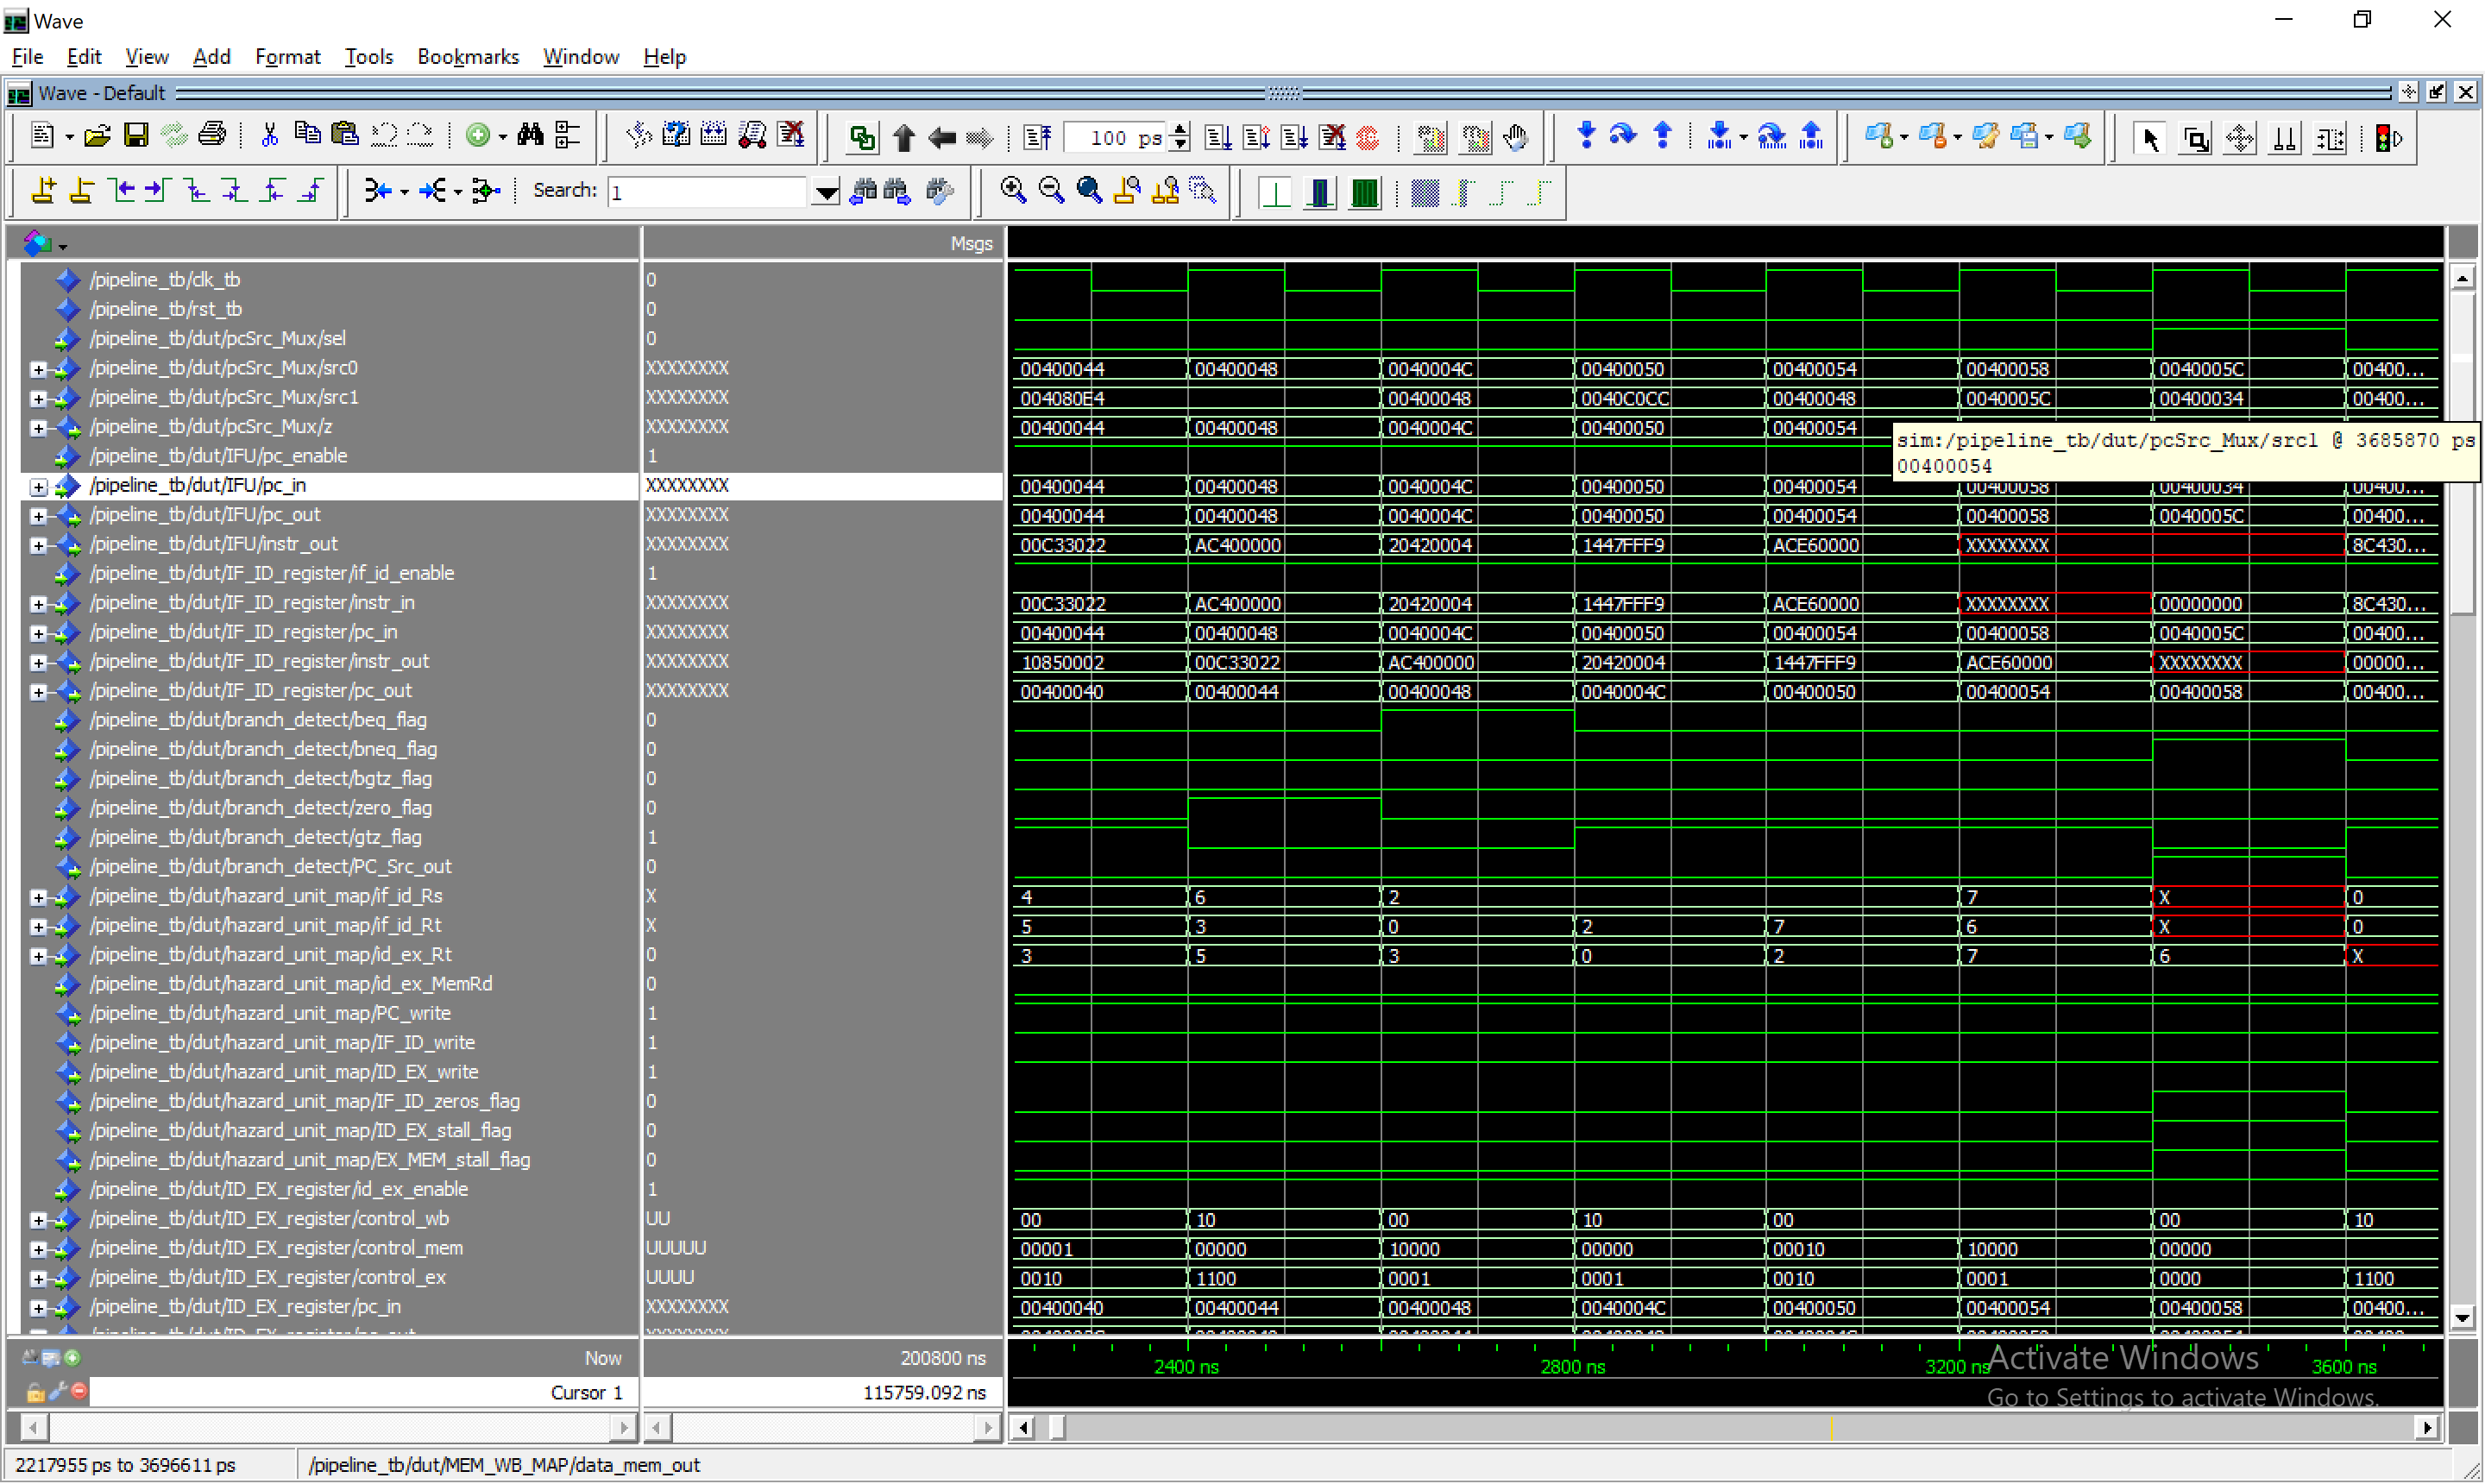 Wave
File Edit View Add Format Tools Bookmarks Window Help
Wave - Default
100 ps
Search: 1
Msgs
/pipeline_tb/clk_tb 0
/pipeline_tb/rst_tb 0
/pipeline_tb/dut/pcSrc_Mux/sel 0
/pipeline_tb/dut/pcSrc_Mux/src0 XXXXXXXX 00400044 00400048 0040004C 00400050 00400054 00400058 0040005C 00400...
/pipeline_tb/dut/pcSrc_Mux/src1 XXXXXXXX 004080E4 00400048 0040C0CC 00400048 0040005C 00400034 00400...
/pipeline_tb/dut/pcSrc_Mux/z XXXXXXXX 00400044 00400048 0040004C 00400050 00400054
sim:/pipeline_tb/dut/pcSrc_Mux/src1 @ 3685870 ps
00400054
/pipeline_tb/dut/IFU/pc_enable 1
/pipeline_tb/dut/IFU/pc_in XXXXXXXX 00400044 00400048 0040004C 00400050 00400054 00400058 00400034 00400...
/pipeline_tb/dut/IFU/pc_out XXXXXXXX 00400044 00400048 0040004C 00400050 00400054 00400058 0040005C 00400...
/pipeline_tb/dut/IFU/instr_out XXXXXXXX 00C33022 AC400000 20420004 1447FFF9 ACE60000 XXXXXXXX 8C430...
/pipeline_tb/dut/IF_ID_register/if_id_enable 1
/pipeline_tb/dut/IF_ID_register/instr_in XXXXXXXX 00C33022 AC400000 20420004 1447FFF9 ACE60000 XXXXXXXX 00000000 8C430...
/pipeline_tb/dut/IF_ID_register/pc_in XXXXXXXX 00400044 00400048 0040004C 00400050 00400054 00400058 0040005C 00400...
/pipeline_tb/dut/IF_ID_register/instr_out XXXXXXXX 10850002 00C33022 AC400000 20420004 1447FFF9 ACE60000 XXXXXXXX 00000...
/pipeline_tb/dut/IF_ID_register/pc_out XXXXXXXX 00400040 00400044 00400048 0040004C 00400050 00400054 00400058 00400...
/pipeline_tb/dut/branch_detect/beq_flag 0
/pipeline_tb/dut/branch_detect/bneq_flag 0
/pipeline_tb/dut/branch_detect/bgtz_flag 0
/pipeline_tb/dut/branch_detect/zero_flag 0
/pipeline_tb/dut/branch_detect/gtz_flag 1
/pipeline_tb/dut/branch_detect/PC_Src_out 0
/pipeline_tb/dut/hazard_unit_map/if_id_Rs X 4 6 2 7 X 0
/pipeline_tb/dut/hazard_unit_map/if_id_Rt X 5 3 0 2 7 6 X 0
/pipeline_tb/dut/hazard_unit_map/id_ex_Rt 0 3 5 3 0 2 7 6 X
/pipeline_tb/dut/hazard_unit_map/id_ex_MemRd 0
/pipeline_tb/dut/hazard_unit_map/PC_write 1
/pipeline_tb/dut/hazard_unit_map/IF_ID_write 1
/pipeline_tb/dut/hazard_unit_map/ID_EX_write 1
/pipeline_tb/dut/hazard_unit_map/IF_ID_zeros_flag 0
/pipeline_tb/dut/hazard_unit_map/ID_EX_stall_flag 0
/pipeline_tb/dut/hazard_unit_map/EX_MEM_stall_flag 0
/pipeline_tb/dut/ID_EX_register/id_ex_enable 1
/pipeline_tb/dut/ID_EX_register/control_wb UU 00 10 00 10 00 00 10
/pipeline_tb/dut/ID_EX_register/control_mem UUUUU 00001 00000 10000 00000 00010 10000 00000
/pipeline_tb/dut/ID_EX_register/control_ex UUUU 0010 1100 0001 0001 0010 0001 0000 1100
/pipeline_tb/dut/ID_EX_register/pc_in XXXXXXXX 00400040 00400044 00400048 0040004C 00400050 00400054 00400058 00400...
Now 200800 ns 2400 ns 2800 ns 3200 ns 3600 ns
Activate Windows
Cursor 1 115759.092 ns
Go to Settings to activate Windows.
2217955 ps to 3696611 ps /pipeline_tb/dut/MEM_WB_MAP/data_mem_out